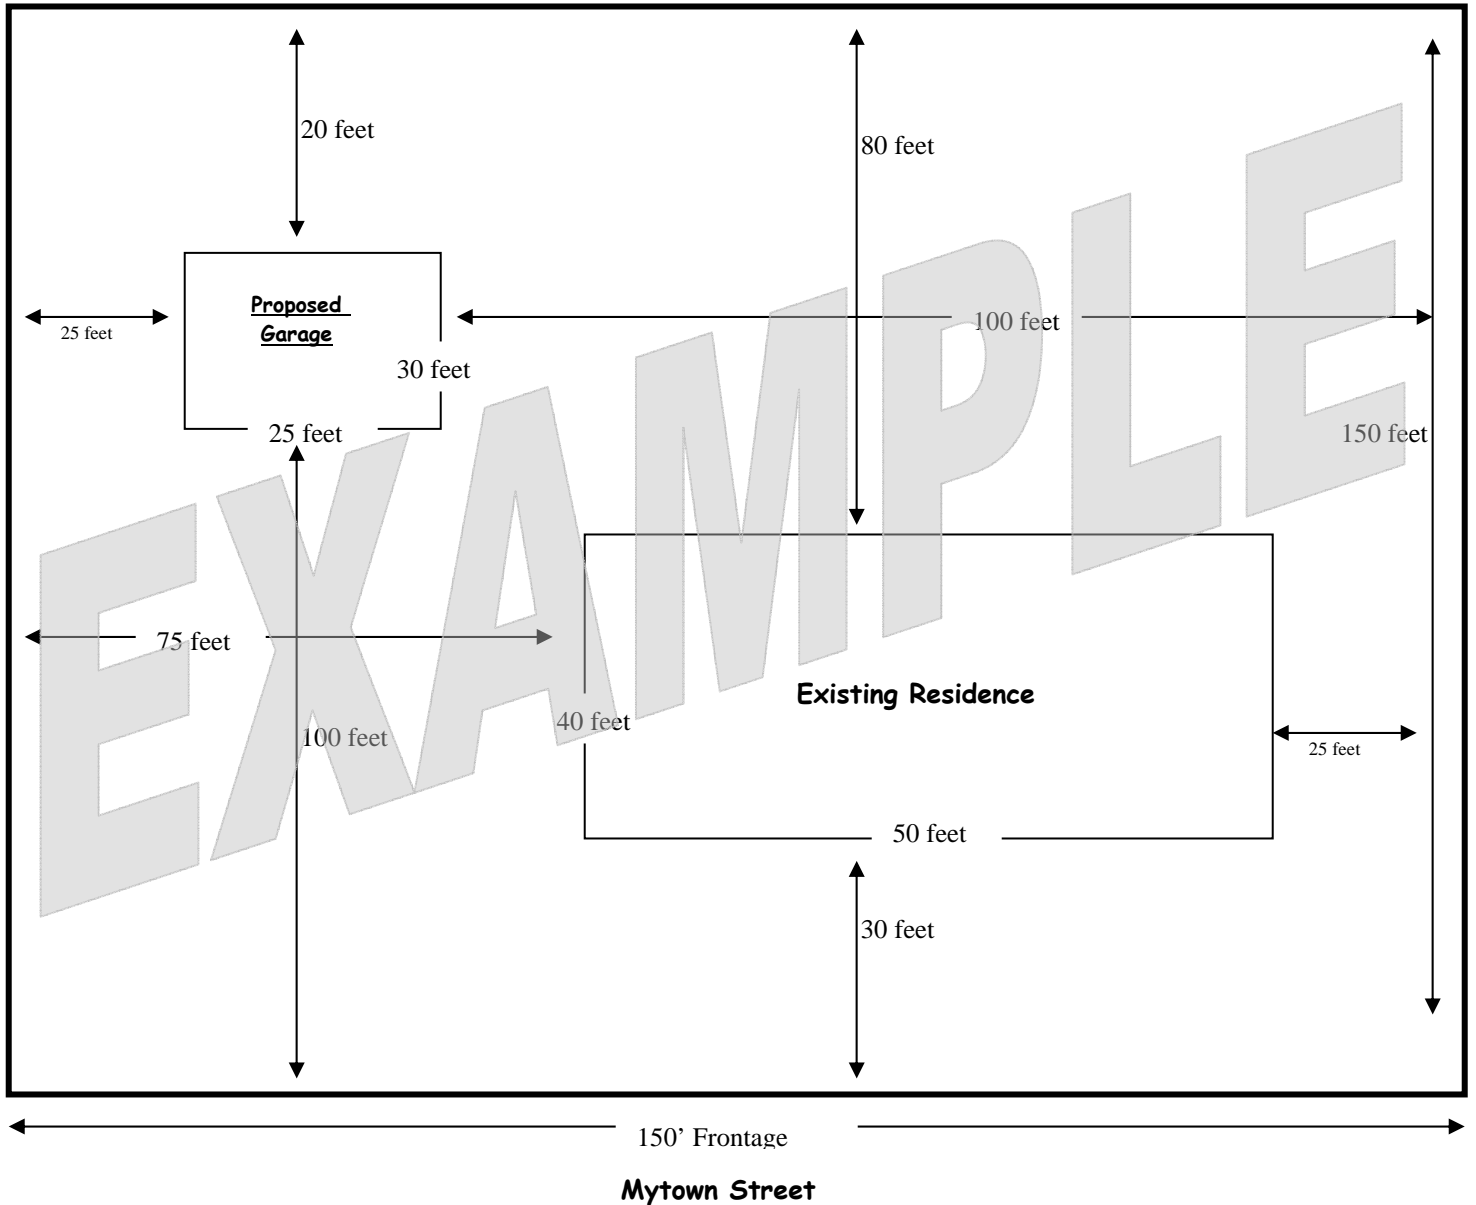 20 feet
80 feet
Proposed
Garage
25 feet
100 feet
30 feet
25 feet
150 feet
EXAMPLE
75 feet
Existing Residence
40 feet
100 feet
25 feet
50 feet
30 feet
150’ Frontage
Mytown Street